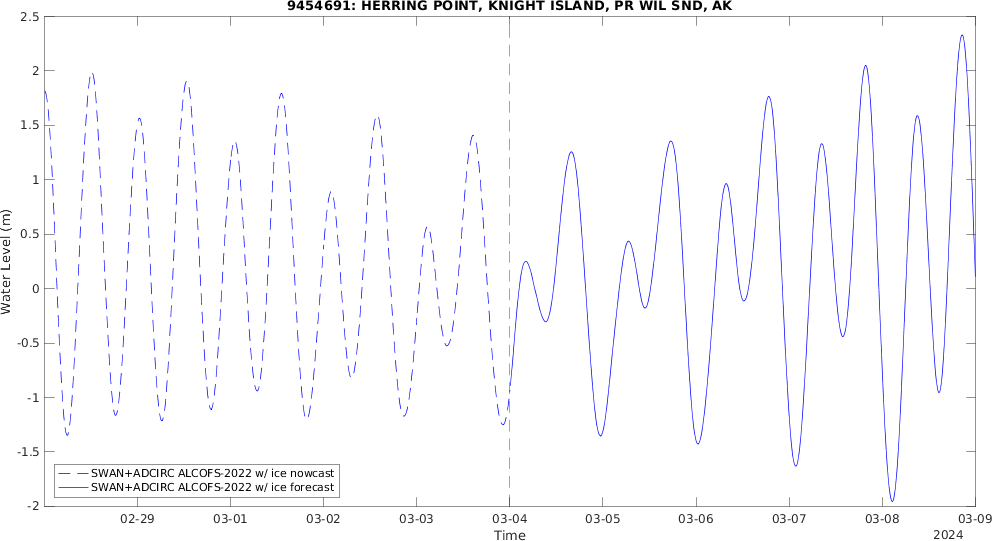 9454691: HERRING POINT, KNIGHT ISLAND, PR WIL SND, AK
2.5
2
1.5
1
0.5
0
-0.5
-1
-1.5
-2
Water Level (m)
SWAN+ADCIRC ALCOFS-2022 w/ ice nowcast
SWAN+ADCIRC ALCOFS-2022 w/ ice forecast
02-29 03-01 03-02 03-03 03-04 03-05 03-06 03-07 03-08 03-09
Time
2024